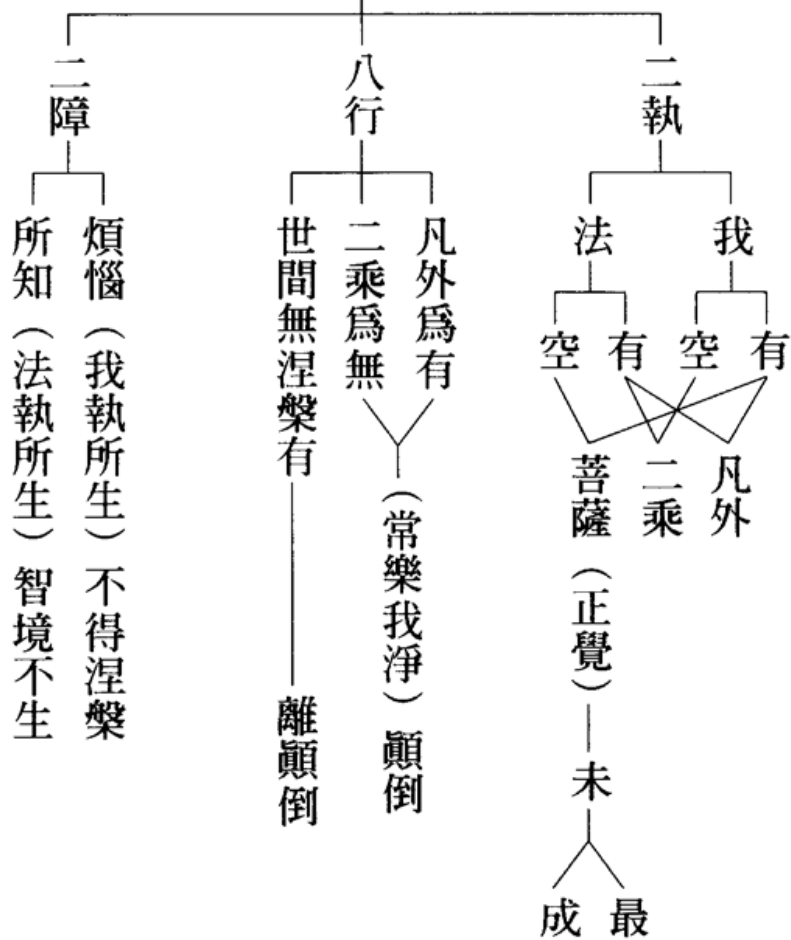 二執
我
有
空
法
有
空
凡外
二乘
菩薩（正覺）
未
最
成
八行
凡外爲有
二乘爲無
（常樂我淨）顚倒
世間無涅槃有
離顚倒
二障
煩惱（我執所生）不得涅槃
所知（法執所生）智境不生